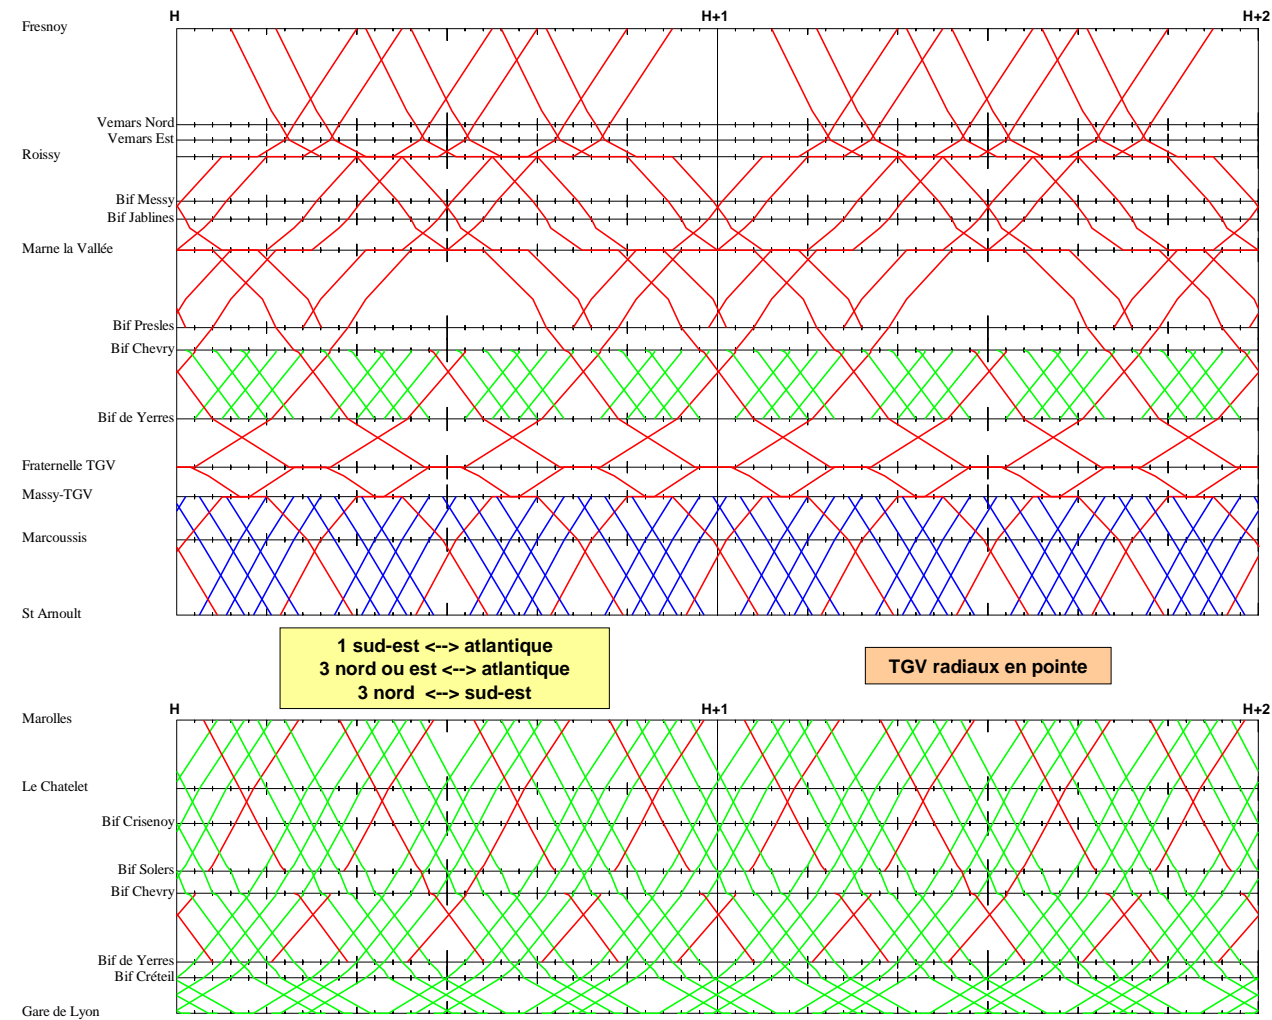 H H+1 H+2
Fresnoy
Vemars Nord
Vemars Est
Roissy
Bif Messy
Bif Jablines
Marne la Vallée
Bif Presles
Bif Chevry
Bif de Yerres
Fraternelle TGV
Massy-TGV
Marcoussis
St Arnoult
1 sud-est <--> atlantique
3 nord ou est <--> atlantique
3 nord <--> sud-est
TGV radiaux en pointe
H H+1 H+2
Marolles
Le Chatelet
Bif Crisenoy
Bif Solers
Bif Chevry
Bif de Yerres
Bif Créteil
Gare de Lyon